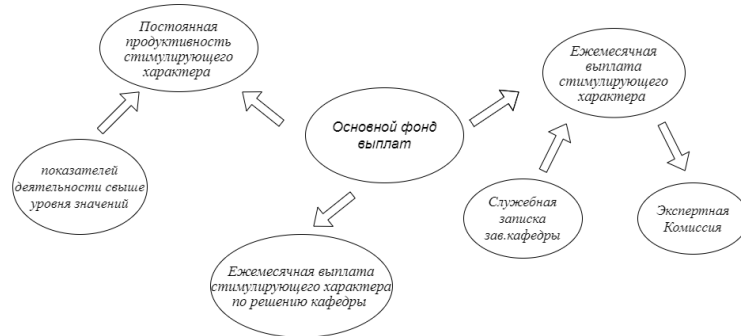 Постоянная
продуктивность
стимулирующего
характера
Ежемесячная
выплата
стимулирующего
характера
Основной фонд
выплат
показателей
деятельности свыше
уровня значений
Служебная
записка
зав.кафедры
Экспертная
Комиссия
Ежемесячная выплата
стимулирующего характера
по решению кафедры